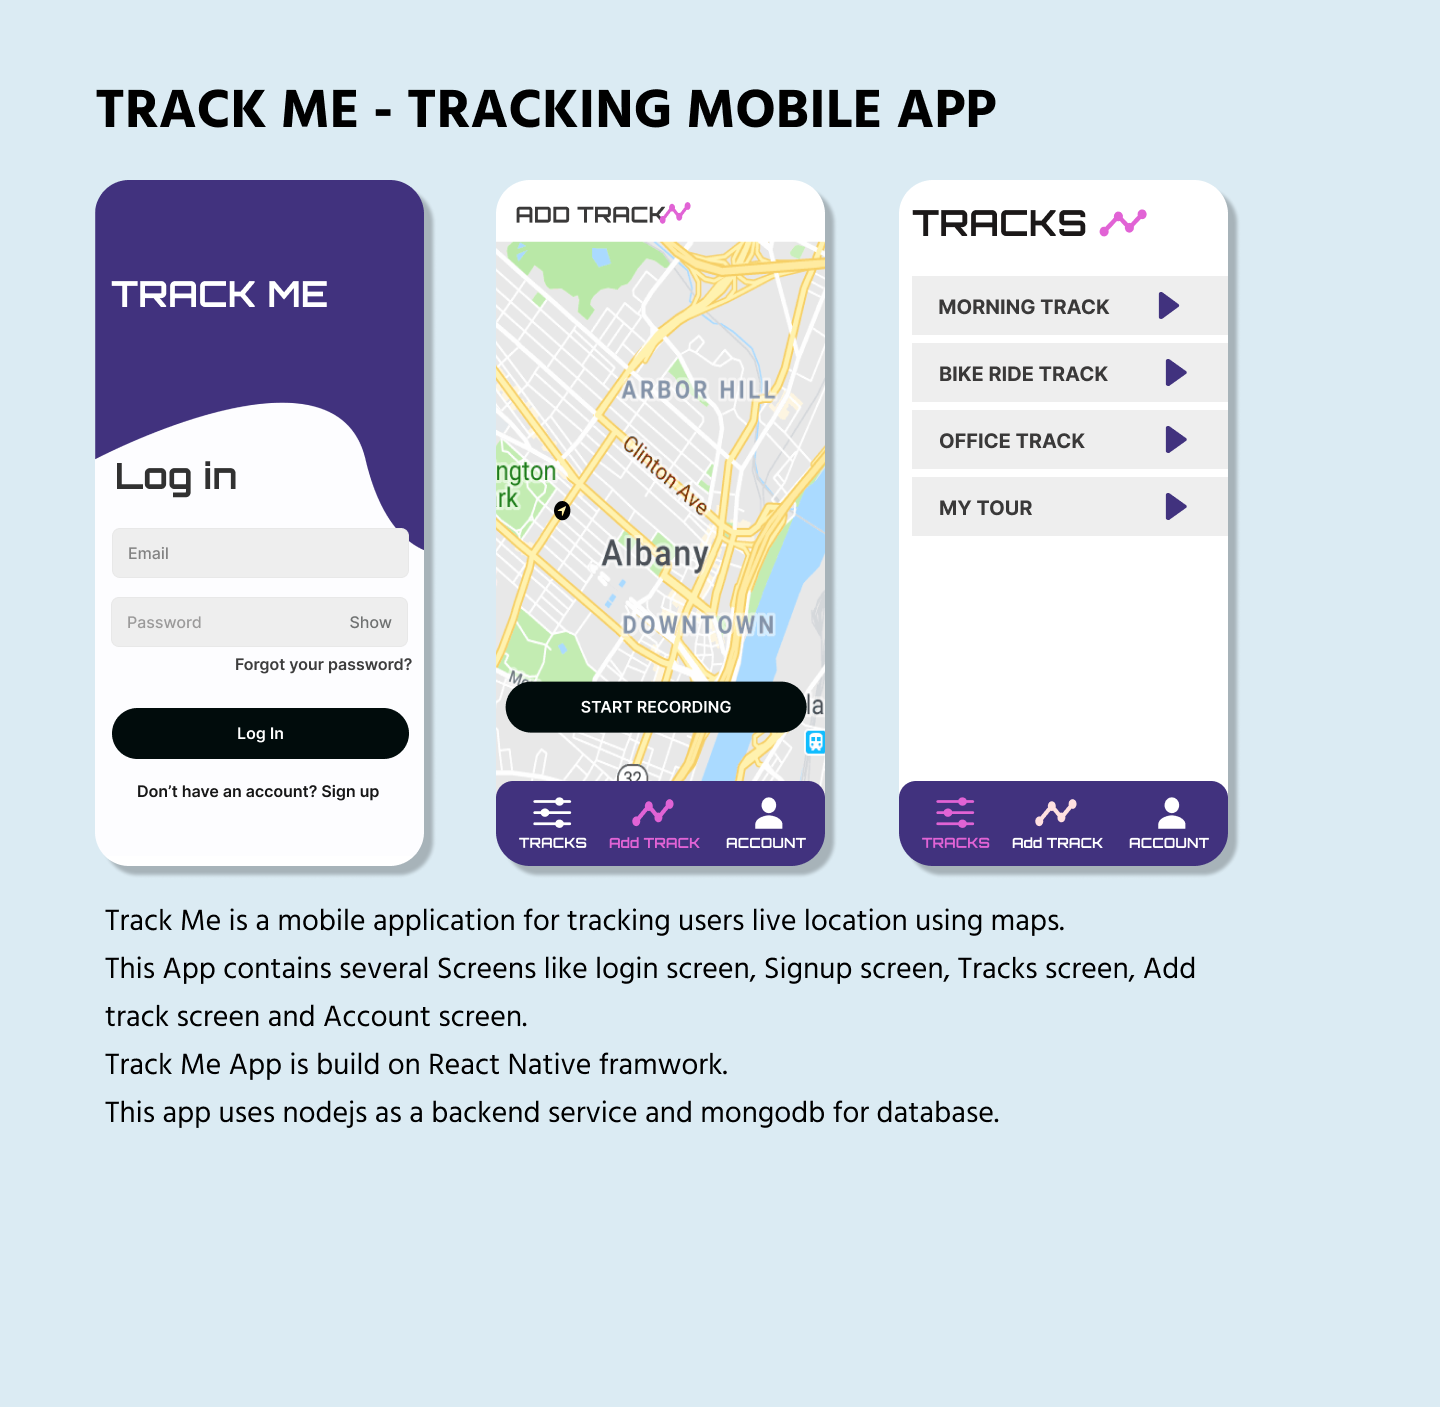 TRACK ME - TRACKING MOBILE APP
TRACK ME
Log in
Email
Password
Show
Forgot your password?
Log In
Don’t have an account? Sign up
ADD TRACK
ARBOR HILL
Clinton Ave
ngton
rk
Albany
DOWNTOWN
Me
START RECORDING
la
32
TRACKS
Add TRACK
ACCOUNT
TRACKS
MORNING TRACK
BIKE RIDE TRACK
OFFICE TRACK
MY TOUR
TRACKS
Add TRACK
ACCOUNT
Track Me is a mobile application for tracking users live location using maps.
This App contains several Screens like login screen, Signup screen, Tracks screen, Add
track screen and Account screen.
Track Me App is build on React Native framwork.
This app uses nodejs as a backend service and mongodb for database.